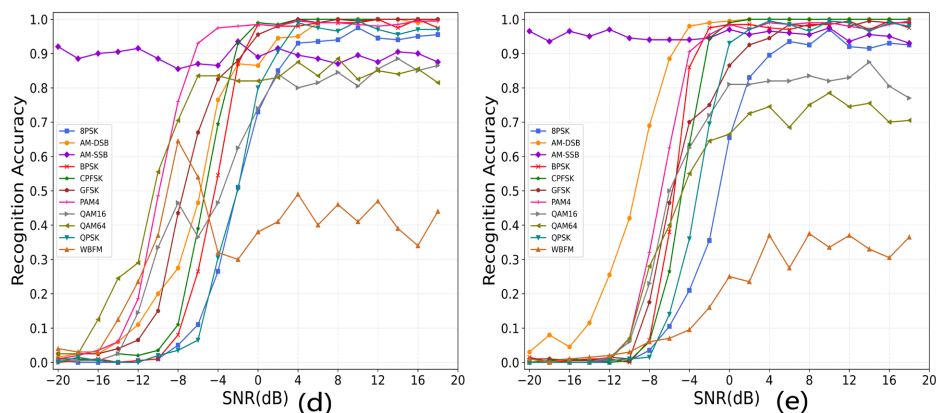 Recognition Accuracy
1.0
0.9
0.8
0.7
0.6
0.5
0.4
0.3
0.2
0.1
0.0
8PSK
AM-DSB
AM-SSB
BPSK
CPFSK
GFSK
PAM4
QAM16
QAM64
QPSK
WBFM
−20 −16 −12 −8 −4 0 4 8 12 16 20
SNR(dB)
(d)
Recognition Accuracy
1.0
0.9
0.8
0.7
0.6
0.5
0.4
0.3
0.2
0.1
0.0
8PSK
AM-DSB
AM-SSB
BPSK
CPFSK
GFSK
PAM4
QAM16
QAM64
QPSK
WBFM
−20 −16 −12 −8 −4 0 4 8 12 16 20
SNR(dB)
(e)